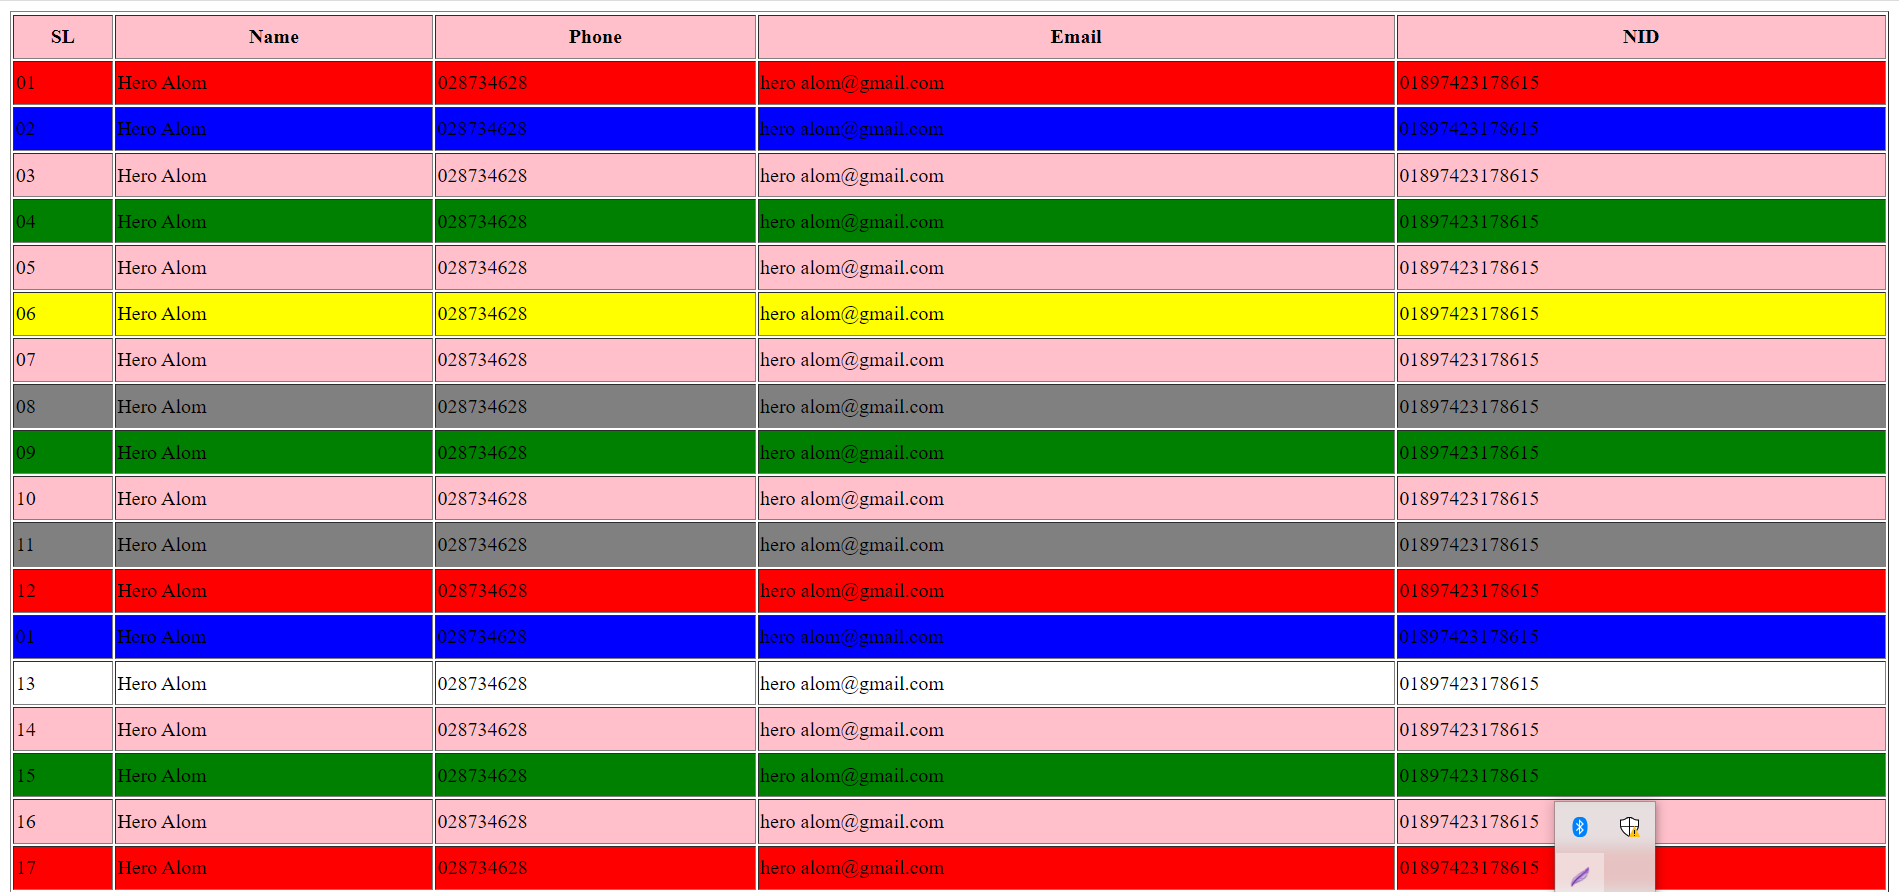 SL Name Phone Email NID
01 Hero Alom 028734628 hero alom@gmail.com 01897423178615
02 Hero Alom 028734628 hero alom@gmail.com 01897423178615
03 Hero Alom 028734628 hero alom@gmail.com 01897423178615
04 Hero Alom 028734628 hero alom@gmail.com 01897423178615
05 Hero Alom 028734628 hero alom@gmail.com 01897423178615
06 Hero Alom 028734628 hero alom@gmail.com 01897423178615
07 Hero Alom 028734628 hero alom@gmail.com 01897423178615
08 Hero Alom 028734628 hero alom@gmail.com 01897423178615
09 Hero Alom 028734628 hero alom@gmail.com 01897423178615
10 Hero Alom 028734628 hero alom@gmail.com 01897423178615
11 Hero Alom 028734628 hero alom@gmail.com 01897423178615
12 Hero Alom 028734628 hero alom@gmail.com 01897423178615
01 Hero Alom 028734628 hero alom@gmail.com 01897423178615
13 Hero Alom 028734628 hero alom@gmail.com 01897423178615
14 Hero Alom 028734628 hero alom@gmail.com 01897423178615
15 Hero Alom 028734628 hero alom@gmail.com 01897423178615
16 Hero Alom 028734628 hero alom@gmail.com 01897423178615
17 Hero Alom 028734628 hero alom@gmail.com 01897423178615